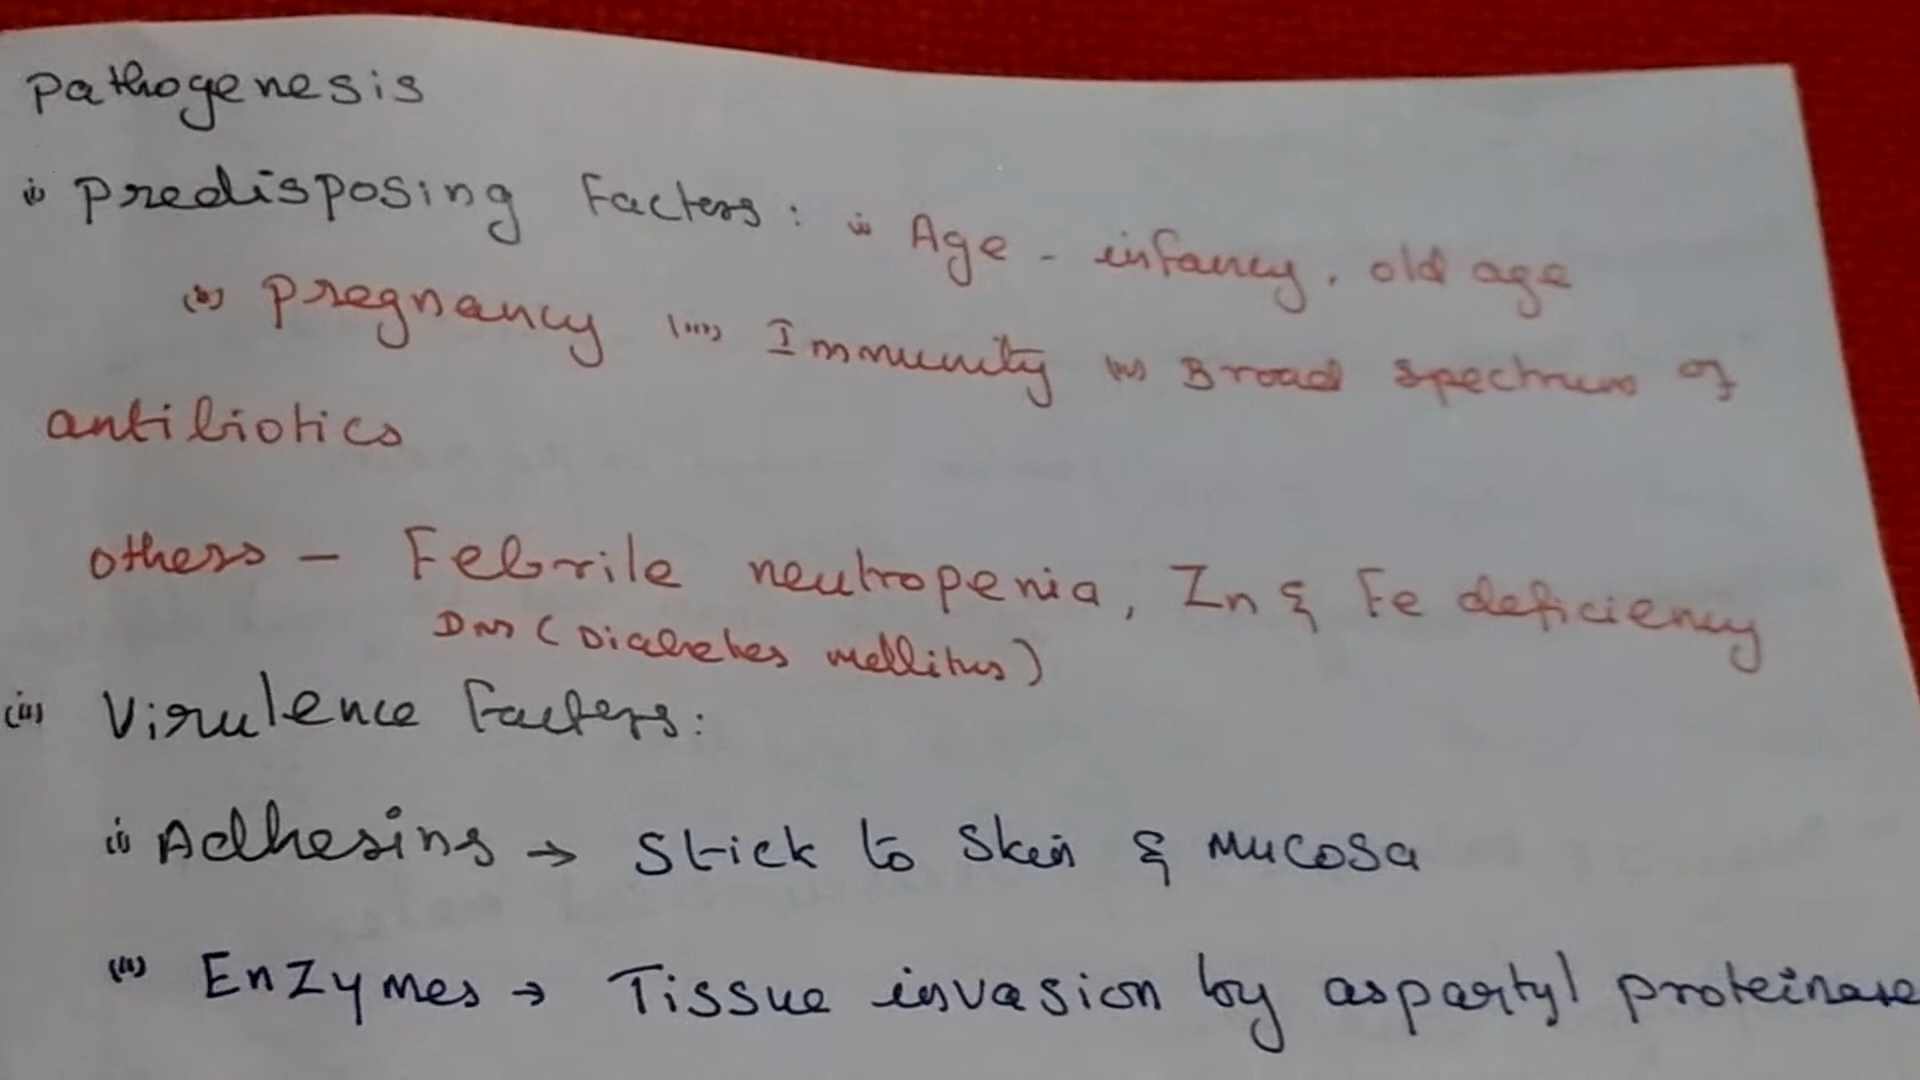 Pathogenesis
(i) Predisposing Factors: (i) Age - infancy, old age
(ii) Pregnancy (iii) Immunity (iv) Broad spectrum of
antibiotics
others - Febrile neutropenia, Zn & Fe deficiency
DM (Diabetes mellitus)
(ii) Virulence Factors:
(i) Adhesins → Stick to Skin & Mucosa
(ii) Enzymes → Tissue invasion by aspartyl proteinase